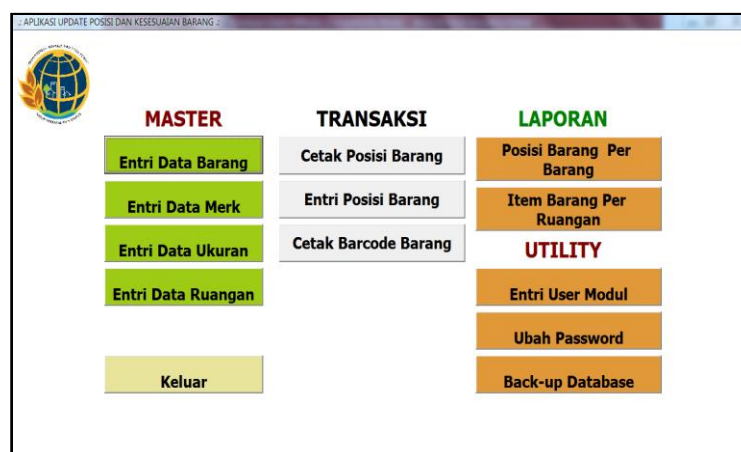 .: APLIKASI UPDATE POSISI DAN KESESUAIAN BARANG :.
MASTER
Entri Data Barang
Entri Data Merk
Entri Data Ukuran
Entri Data Ruangan
Keluar
TRANSAKSI
Cetak Posisi Barang
Entri Posisi Barang
Cetak Barcode Barang
LAPORAN
Posisi Barang Per
Barang
Item Barang Per
Ruangan
UTILITY
Entri User Modul
Ubah Password
Back-up Database